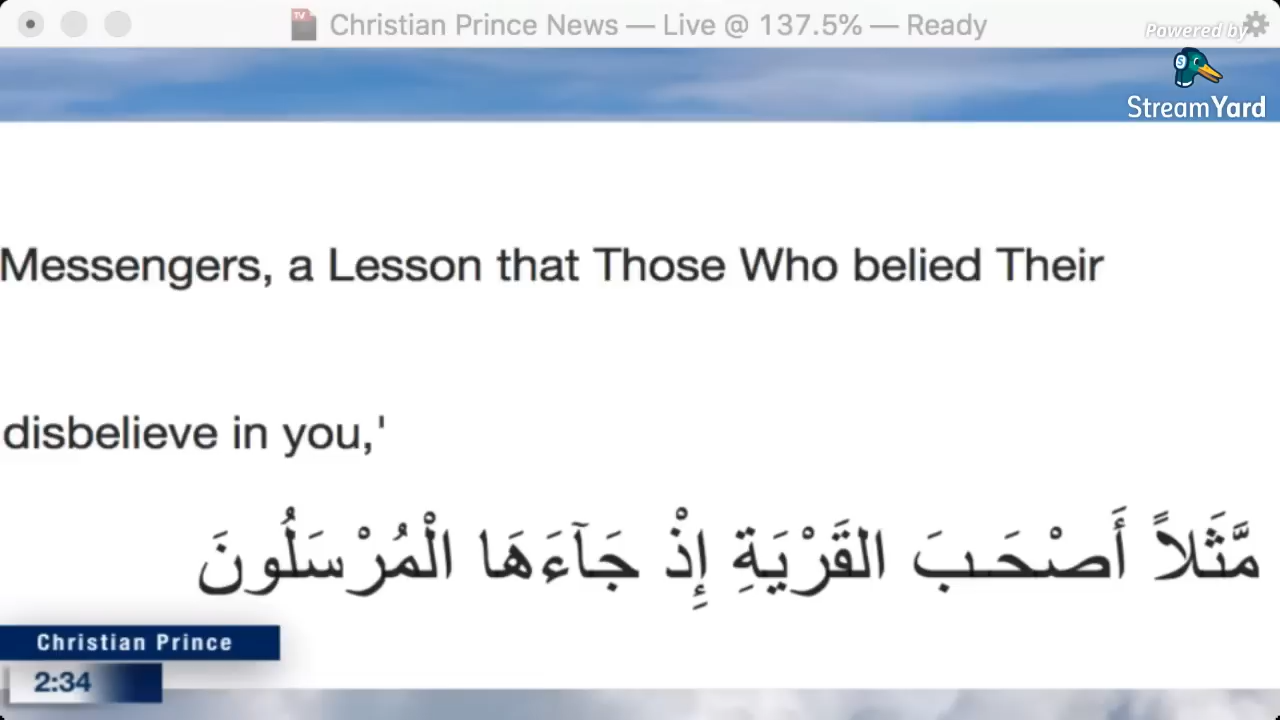 Christian Prince News — Live @ 137.5% — Ready
Powered by
StreamYard
Messengers, a Lesson that Those Who belied Their
disbelieve in you,'
مَّثَلاً أَصْحَـبَ القَرْيَةِ إِذْ جَآءَهَا الْمُرْسَلُونَ
Christian Prince
2:34